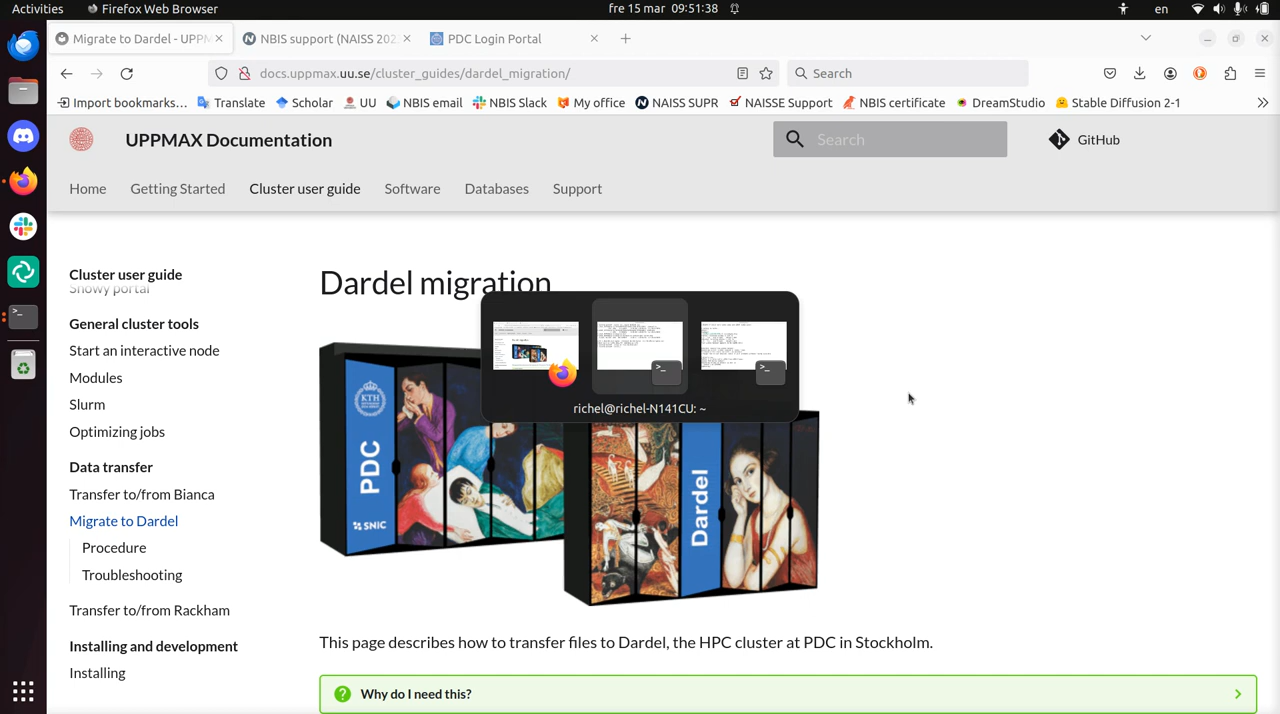 Activities
Firefox Web Browser
fre 15 mar 09:51:38
en
Migrate to Dardel - UPPM
NBIS support (NAISS 202
PDC Login Portal
docs.uppmax.uu.se/cluster_guides/dardel_migration/
Search
Import bookmarks...
Translate
Scholar
UU
NBIS email
NBIS Slack
My office
NAISS SUPR
NAISSE Support
NBIS certificate
DreamStudio
Stable Diffusion 2-1
UPPMAX Documentation
Search
GitHub
Home
Getting Started
Cluster user guide
Software
Databases
Support
Cluster user guide
Snowy portal
General cluster tools
Start an interactive node
Modules
Slurm
Optimizing jobs
Data transfer
Transfer to/from Bianca
Migrate to Dardel
Procedure
Troubleshooting
Transfer to/from Rackham
Installing and development
Installing
Dardel migration
richel@richel-N141CU: ~
KTH
PDC
SNIC
Dardel
This page describes how to transfer files to Dardel, the HPC cluster at PDC in Stockholm.
Why do I need this?